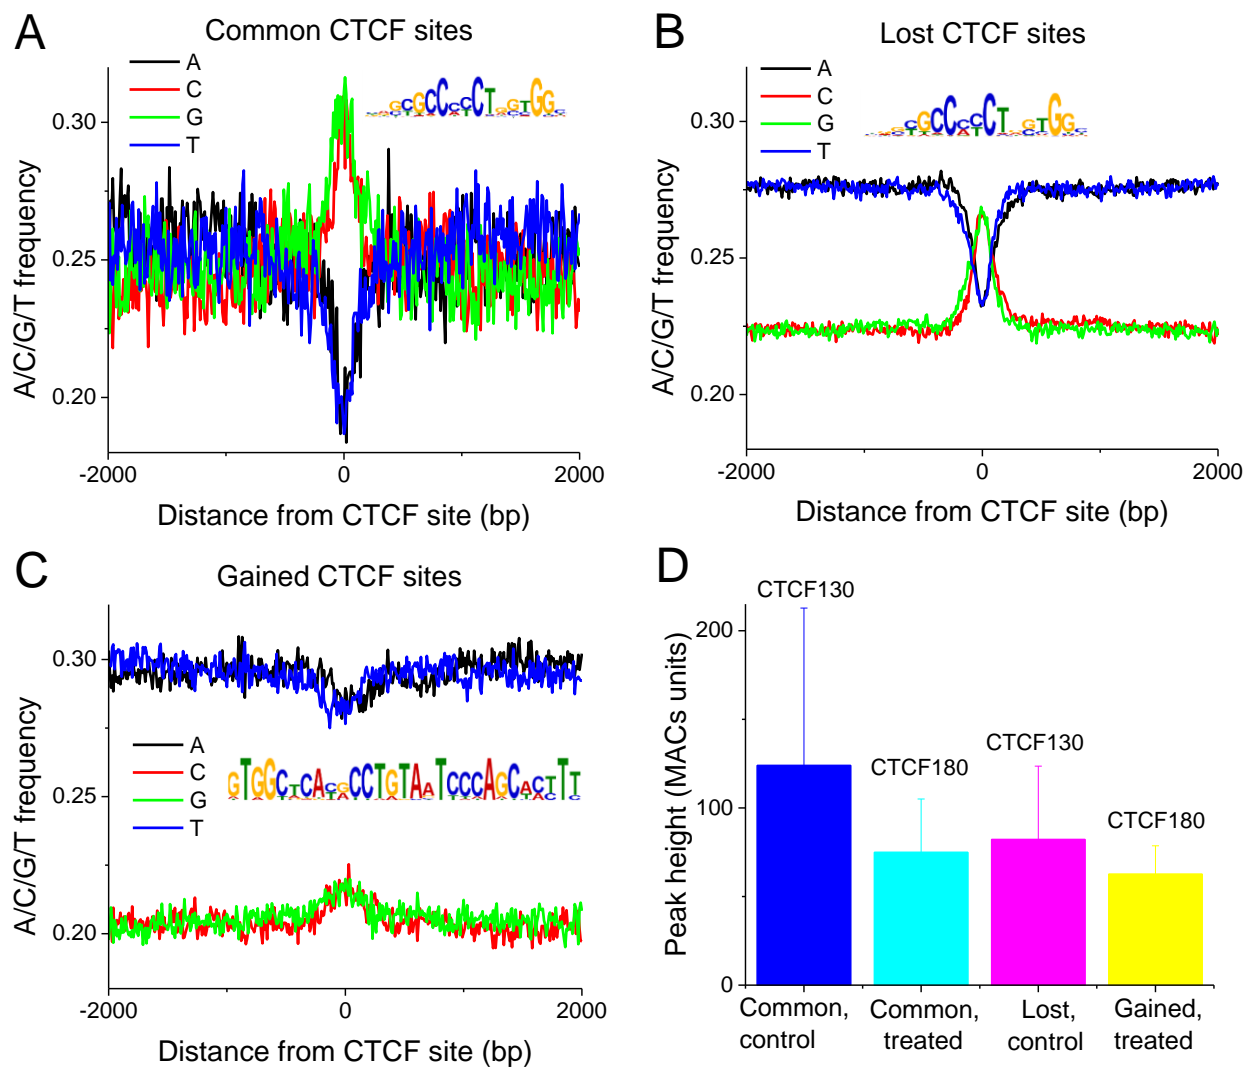 A
Common CTCF sites
A
C
G
T
0.30
0.25
0.20
A/C/G/T frequency
-2000
0
2000
Distance from CTCF site (bp)
B
Lost CTCF sites
A
C
G
T
0.30
0.25
0.20
A/C/G/T frequency
-2000
0
2000
Distance from CTCF site (bp)
C
Gained CTCF sites
A
C
G
T
GTGGCTCACGCCTGTAATCCCAGCACTT
0.30
0.25
0.20
A/C/G/T frequency
-2000
0
2000
Distance from CTCF site (bp)
D
CTCF130
CTCF180
CTCF130
CTCF180
200
100
0
Peak height (MACs units)
Common,
control
Common,
treated
Lost,
control
Gained,
treated